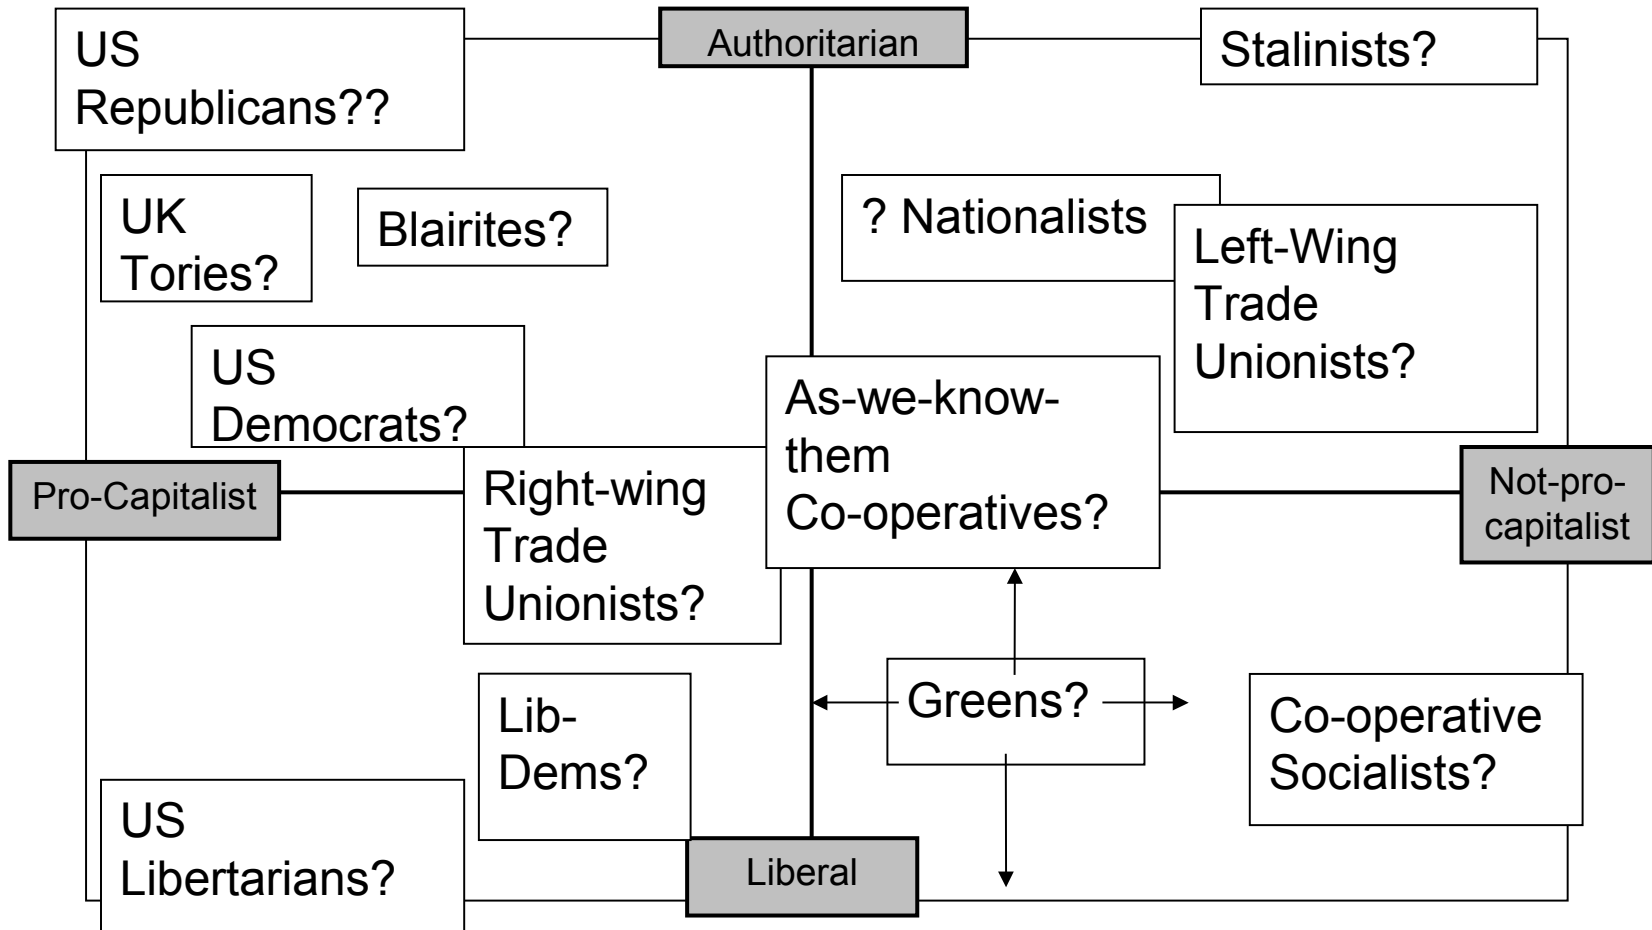 US
Republicans??
Authoritarian
Stalinists?
UK
Tories?
Blairites?
? Nationalists
Left-Wing
Trade
Unionists?
US
Democrats?
As-we-know-
them
Co-operatives?
Pro-Capitalist
Right-wing
Trade
Unionists?
Not-pro-
capitalist
Lib-
Dems?
Greens?
Co-operative
Socialists?
US
Libertarians?
Liberal